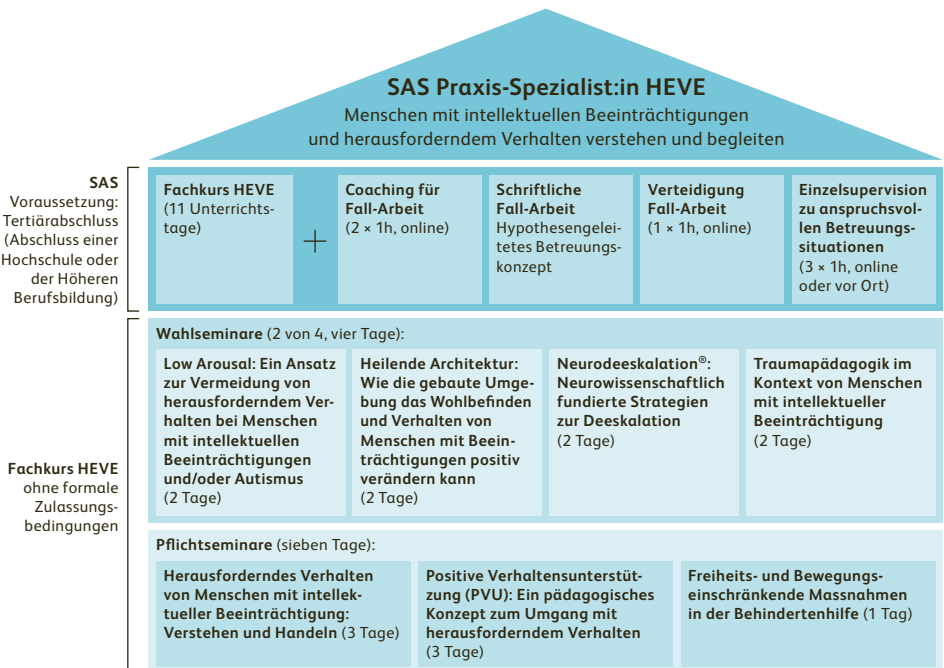 SAS Praxis-Spezialist:in HEVE
Menschen mit intellektuellen Beeinträchtigungen
und herausforderndem Verhalten verstehen und begleiten
SAS
Voraussetzung:
Tertiärabschluss
(Abschluss einer
Hochschule oder
der Höheren
Berufsbildung)
Fachkurs HEVE
(11 Unterrichts-
tage)
+
Coaching für
Fall-Arbeit
(2 × 1h, online)
Schriftliche
Fall-Arbeit
Hypothesengelei-
tetes Betreuungs-
konzept
Verteidigung
Fall-Arbeit
(1 × 1h, online)
Einzelsupervision
zu anspruchsvol-
len Betreuungs-
situationen
(3 × 1h, online
oder vor Ort)
Fachkurs HEVE
ohne formale
Zulassungs-
bedingungen
Wahlseminare (2 von 4, vier Tage):
Low Arousal: Ein Ansatz
zur Vermeidung von
herausforderndem Ver-
halten bei Menschen
mit intellektuellen
Beeinträchtigungen
und/oder Autismus
(2 Tage)
Heilende Architektur:
Wie die gebaute Umge-
bung das Wohlbefinden
und Verhalten von
Menschen mit Beein-
trächtigungen positiv
verändern kann
(2 Tage)
Neurodeeskalation®:
Neurowissenschaftlich
fundierte Strategien
zur Deeskalation
(2 Tage)
Traumapädagogik im
Kontext von Menschen
mit intellektueller
Beeinträchtigung
(2 Tage)
Pflichtseminare (sieben Tage):
Herausforderndes Verhalten
von Menschen mit intellek-
tueller Beeinträchtigung:
Verstehen und Handeln (3 Tage)
Positive Verhaltensunterstüt-
zung (PVU): Ein pädagogisches
Konzept zum Umgang mit
herausforderndem Verhalten
(3 Tage)
Freiheits- und Bewegungs-
einschränkende Massnahmen
in der Behindertenhilfe (1 Tag)